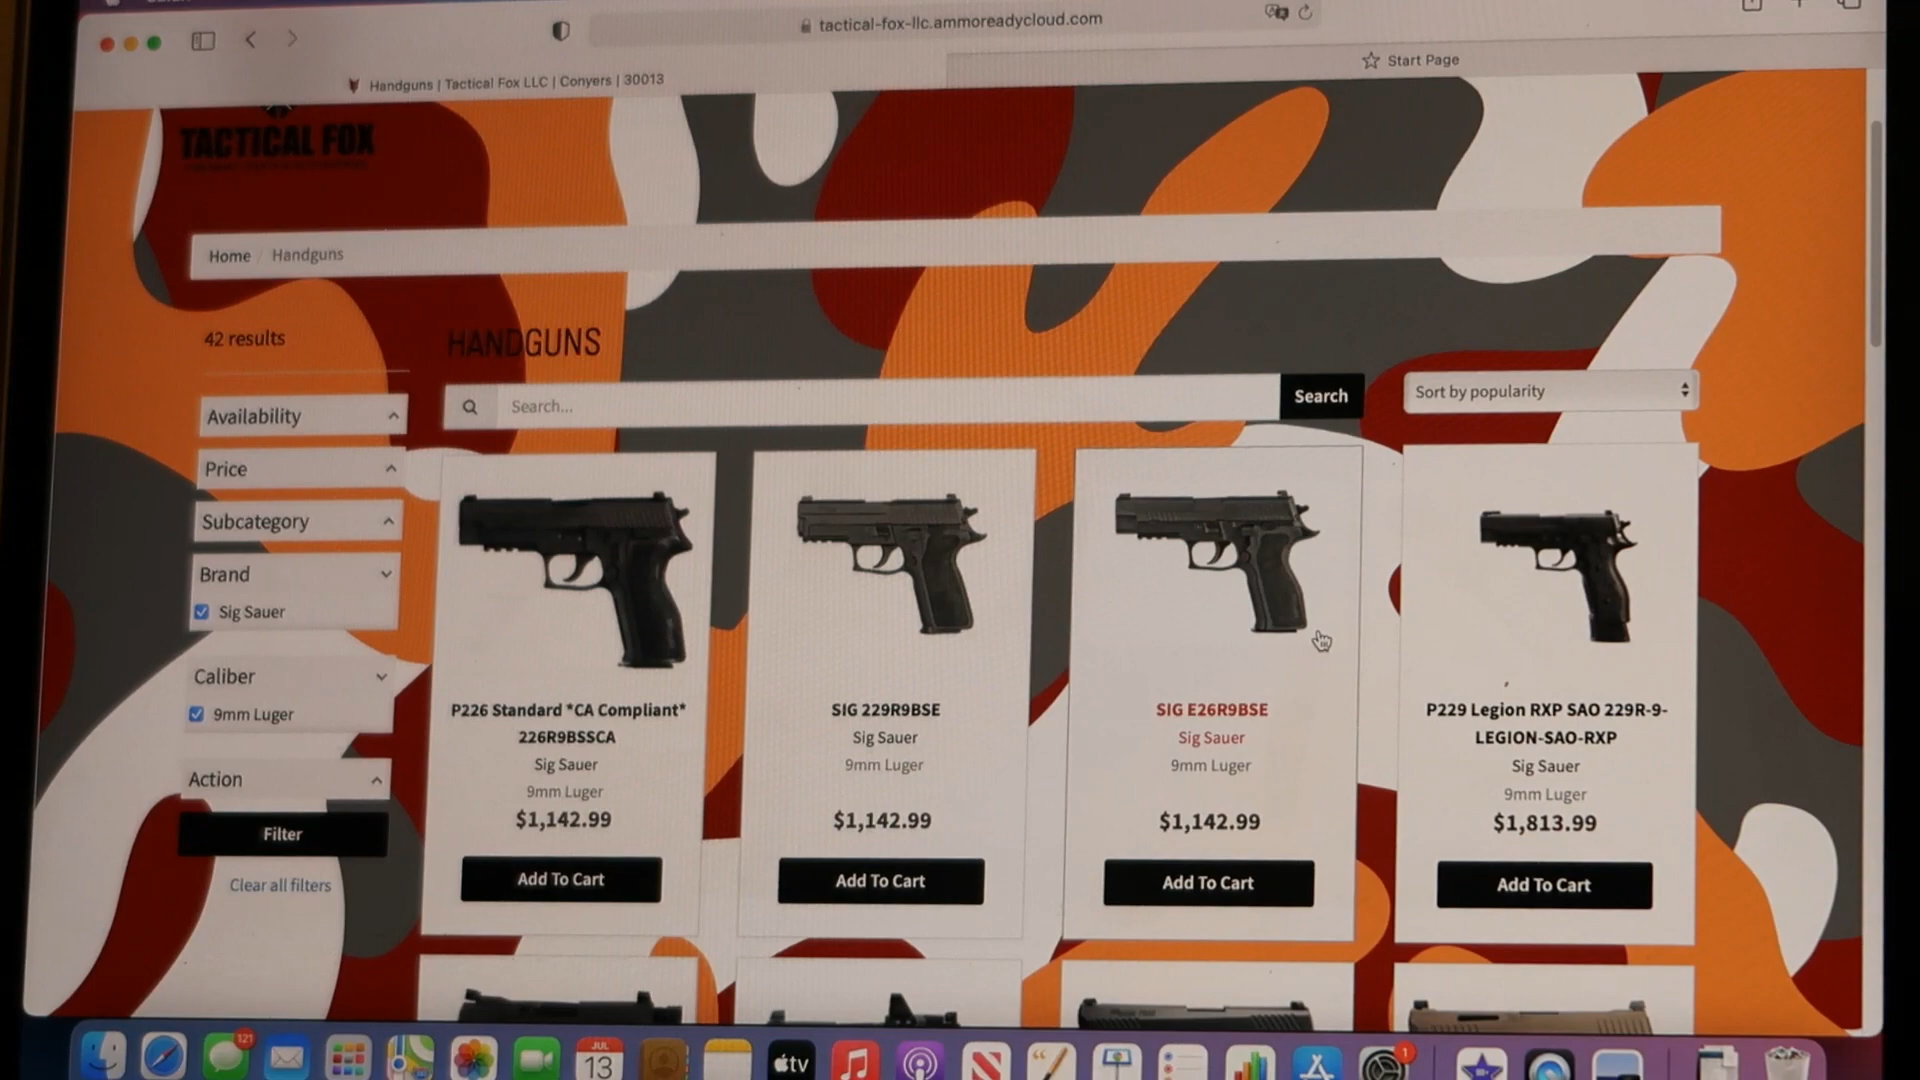 tactical-fox-llc.ammoreadycloud.com
Handguns | Tactical Fox LLC | Conyers | 30013
Start Page
TACTICAL FOX
Home / Handguns
42 results
HANDGUNS
Search...
Search
Sort by popularity
Availability
Price
Subcategory
Brand
Sig Sauer
Caliber
9mm Luger
Action
Filter
Clear all filters
P226 Standard *CA Compliant*
226R9BSSCA
Sig Sauer
9mm Luger
$1,142.99
Add To Cart
SIG 229R9BSE
Sig Sauer
9mm Luger
$1,142.99
Add To Cart
SIG E26R9BSE
Sig Sauer
9mm Luger
$1,142.99
Add To Cart
P229 Legion RXP SAO 229R-9-
LEGION-SAO-RXP
Sig Sauer
9mm Luger
$1,813.99
Add To Cart
121
JUL
13
tv
1